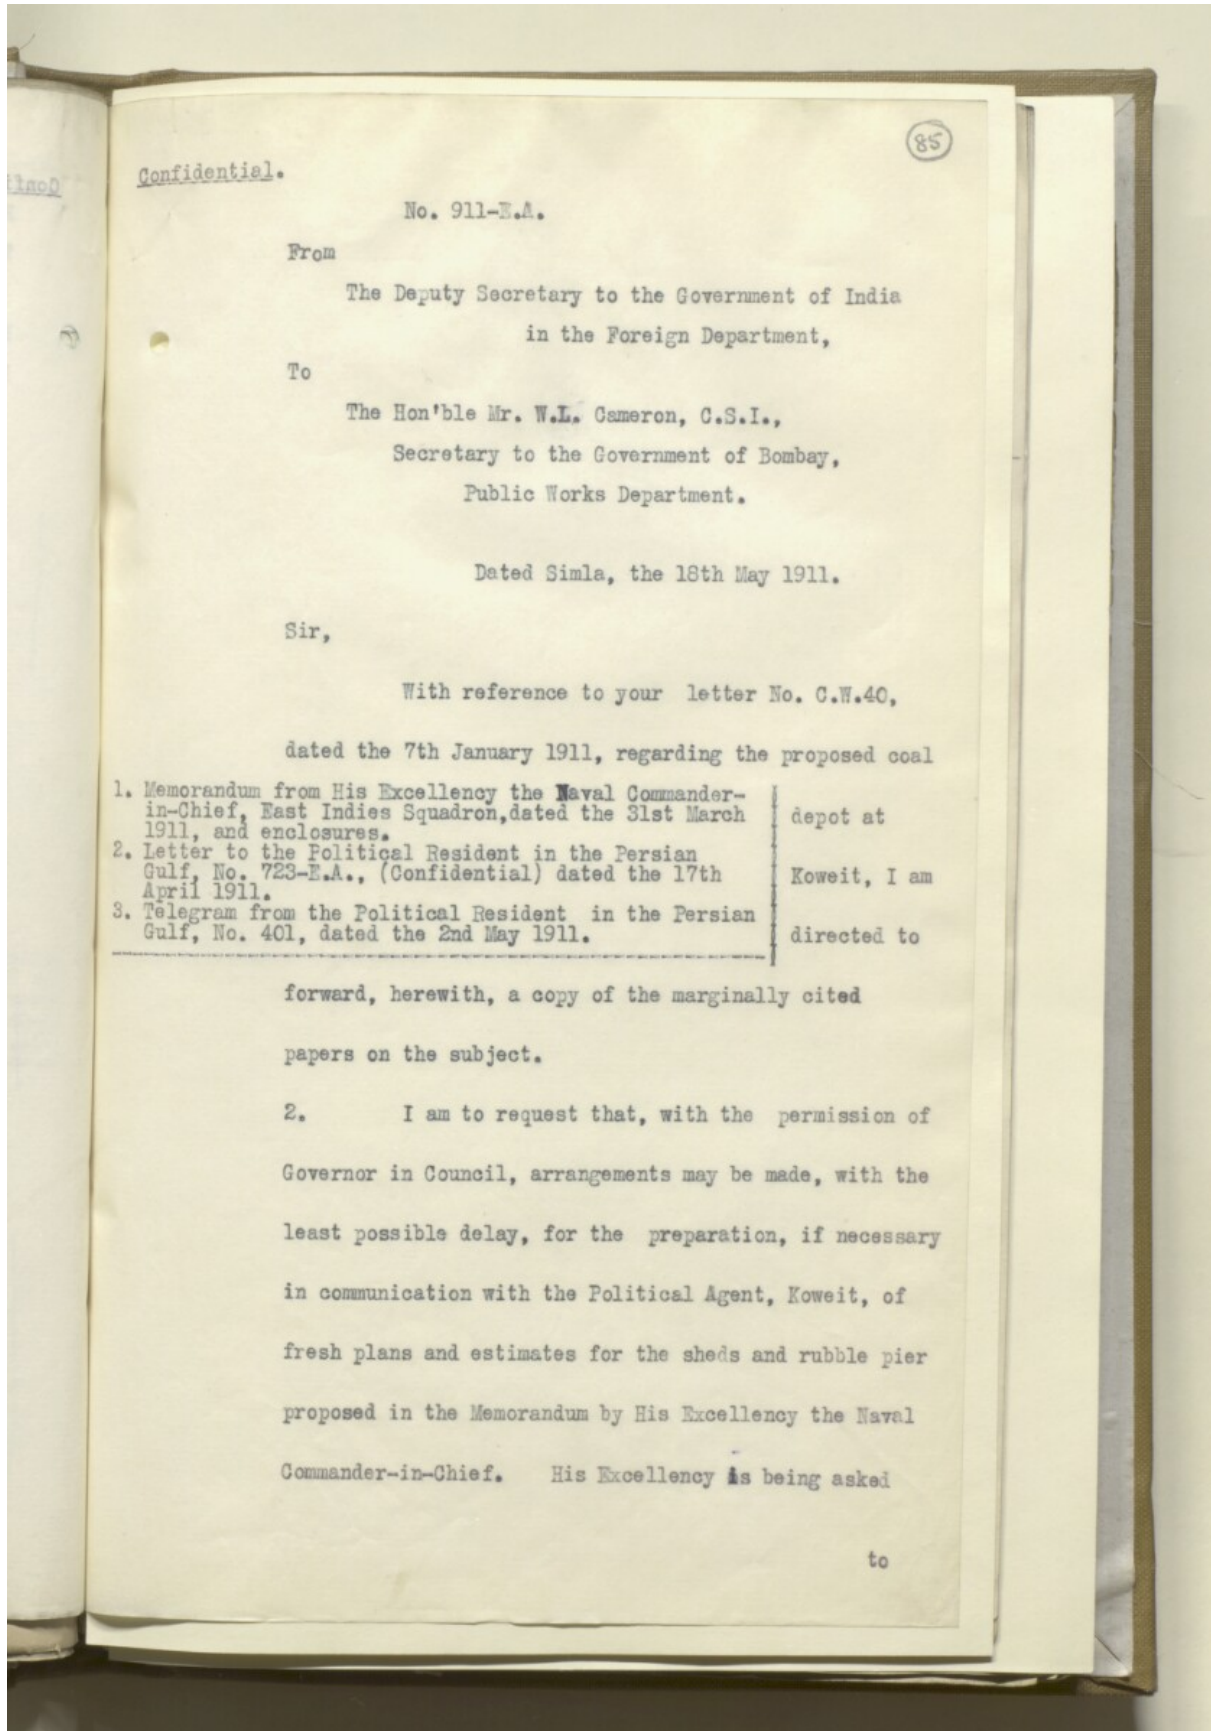 85
Confidential.
No. 911-E.A.
From
The Deputy Secretary to the Government of India
in the Foreign Department,
To
The Hon'ble Mr. W.L. Cameron, C.S.I.,
Secretary to the Government of Bombay,
Public Works Department.
Dated Simla, the 18th May 1911.
Sir,
With reference to your letter No. C.W.40,
dated the 7th January 1911, regarding the proposed coal
1. Memorandum from His Excellency the Naval Commander-
in-Chief, East Indies Squadron,dated the 31st March
1911, and enclosures.
2. Letter to the Political Resident in the Persian
Gulf, No. 723-E.A., (Confidential) dated the 17th
April 1911.
3. Telegram from the Political Resident in the Persian
Gulf, No. 401, dated the 2nd May 1911.
depot at
Koweit, I am
directed to
forward, herewith, a copy of the marginally cited
papers on the subject.
2. I am to request that, with the permission of
Governor in Council, arrangements may be made, with the
least possible delay, for the preparation, if necessary
in communication with the Political Agent, Koweit, of
fresh plans and estimates for the sheds and rubble pier
proposed in the Memorandum by His Excellency the Naval
Commander-in-Chief. His Excellency is being asked
to